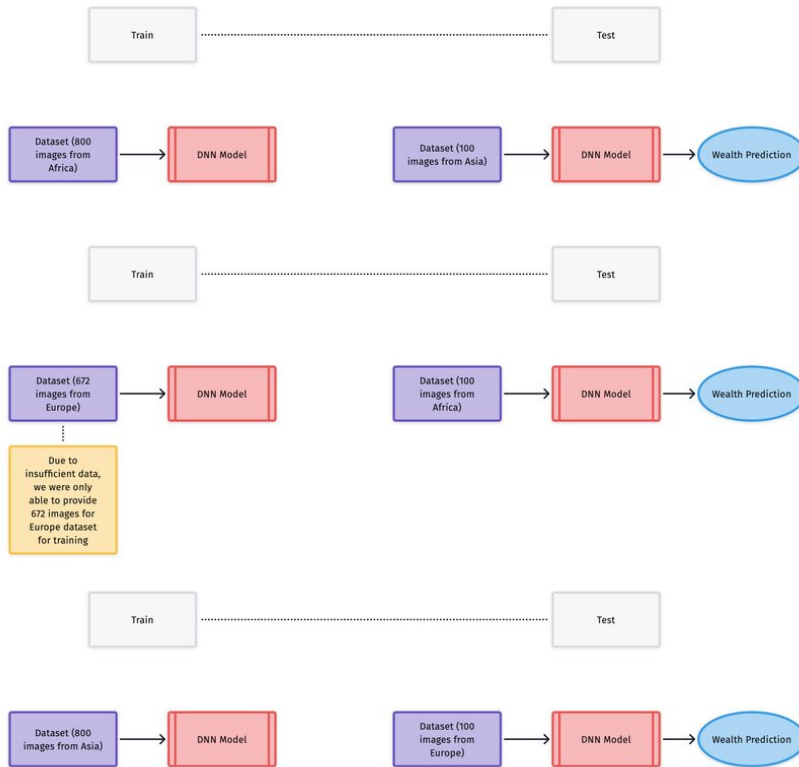 Train
Test
Dataset (800
images from
Africa)
DNN Model
Dataset (100
images from Asia)
DNN Model
Wealth Prediction
Train
Test
Dataset (672
images from
Europe)
DNN Model
Dataset (100
images from
Africa)
DNN Model
Wealth Prediction
Due to
insufficient data,
we were only
able to provide
672 images for
Europe dataset
for training
Train
Test
Dataset (800
images from Asia)
DNN Model
Dataset (100
images from
Europe)
DNN Model
Wealth Prediction